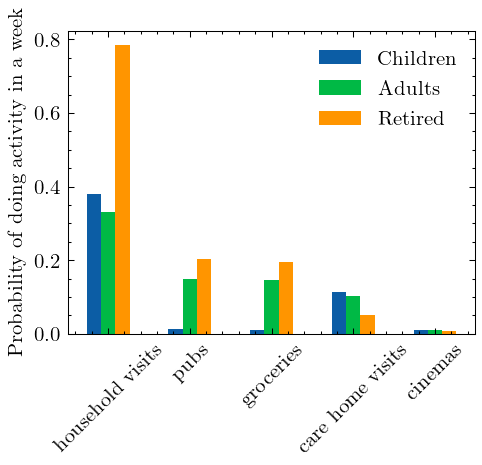 Probability of doing activity in a week
0.8
0.6
0.4
0.2
0.0
Children
Adults
Retired
household visits
pubs
groceries
care home visits
cinemas